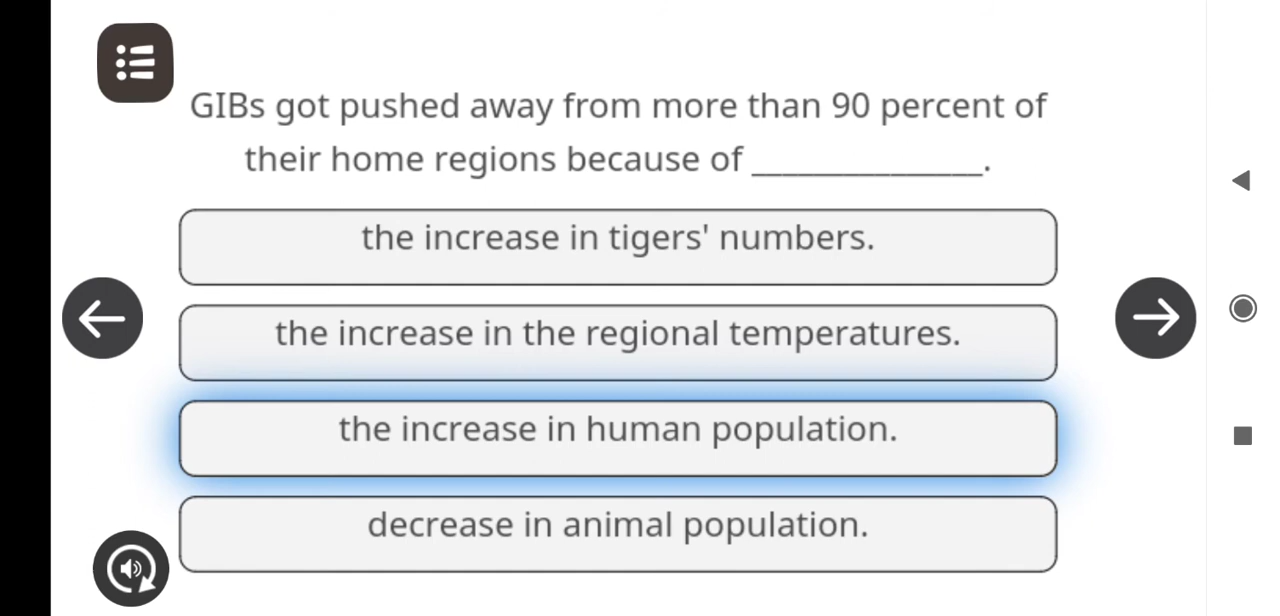 GIBs got pushed away from more than 90 percent of
their home regions because of ______________.
the increase in tigers' numbers.
the increase in the regional temperatures.
the increase in human population.
decrease in animal population.